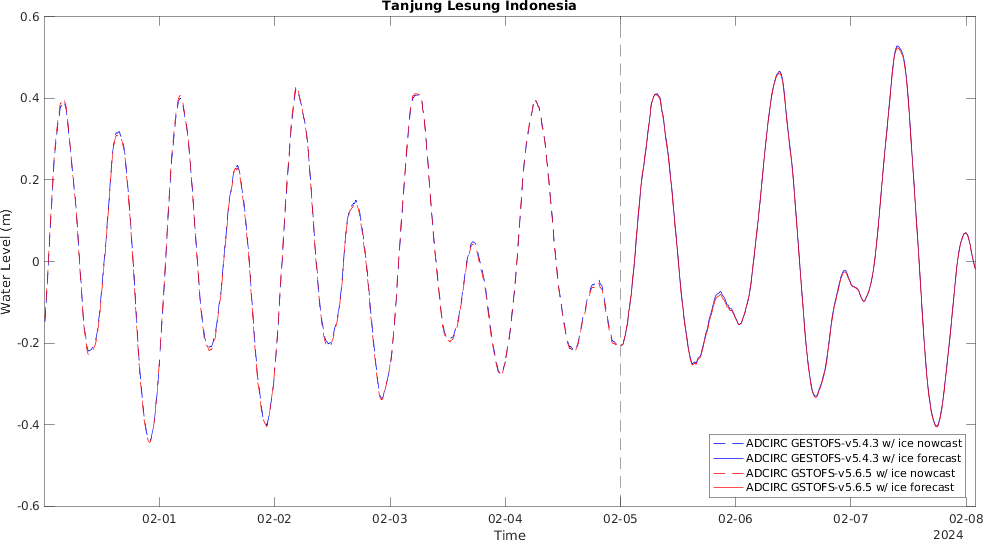 Tanjung Lesung Indonesia
0.6
0.4
0.2
0
-0.2
-0.4
-0.6
Water Level (m)
02-01 02-02 02-03 02-04 02-05 02-06 02-07 02-08
2024
Time
ADCIRC GESTOFS-v5.4.3 w/ ice nowcast
ADCIRC GESTOFS-v5.4.3 w/ ice forecast
ADCIRC GSTOFS-v5.6.5 w/ ice nowcast
ADCIRC GSTOFS-v5.6.5 w/ ice forecast